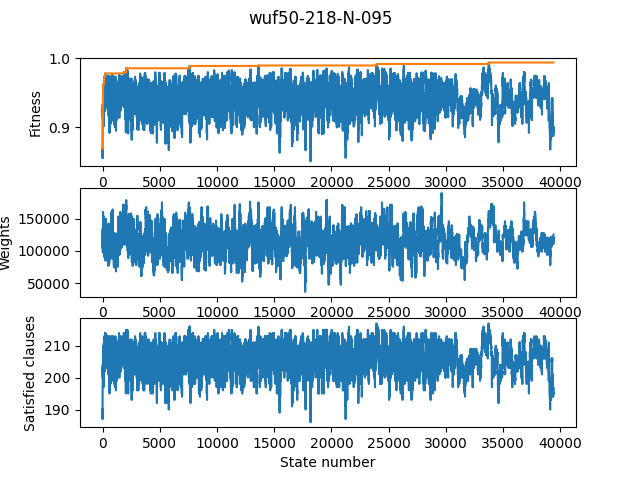 wuf50-218-N-095
1.0
0.9
Fitness
0 5000 10000 15000 20000 25000 30000 35000 40000
150000
100000
50000
Weights
0 5000 10000 15000 20000 25000 30000 35000 40000
210
200
190
Satisfied clauses
0 5000 10000 15000 20000 25000 30000 35000 40000
State number